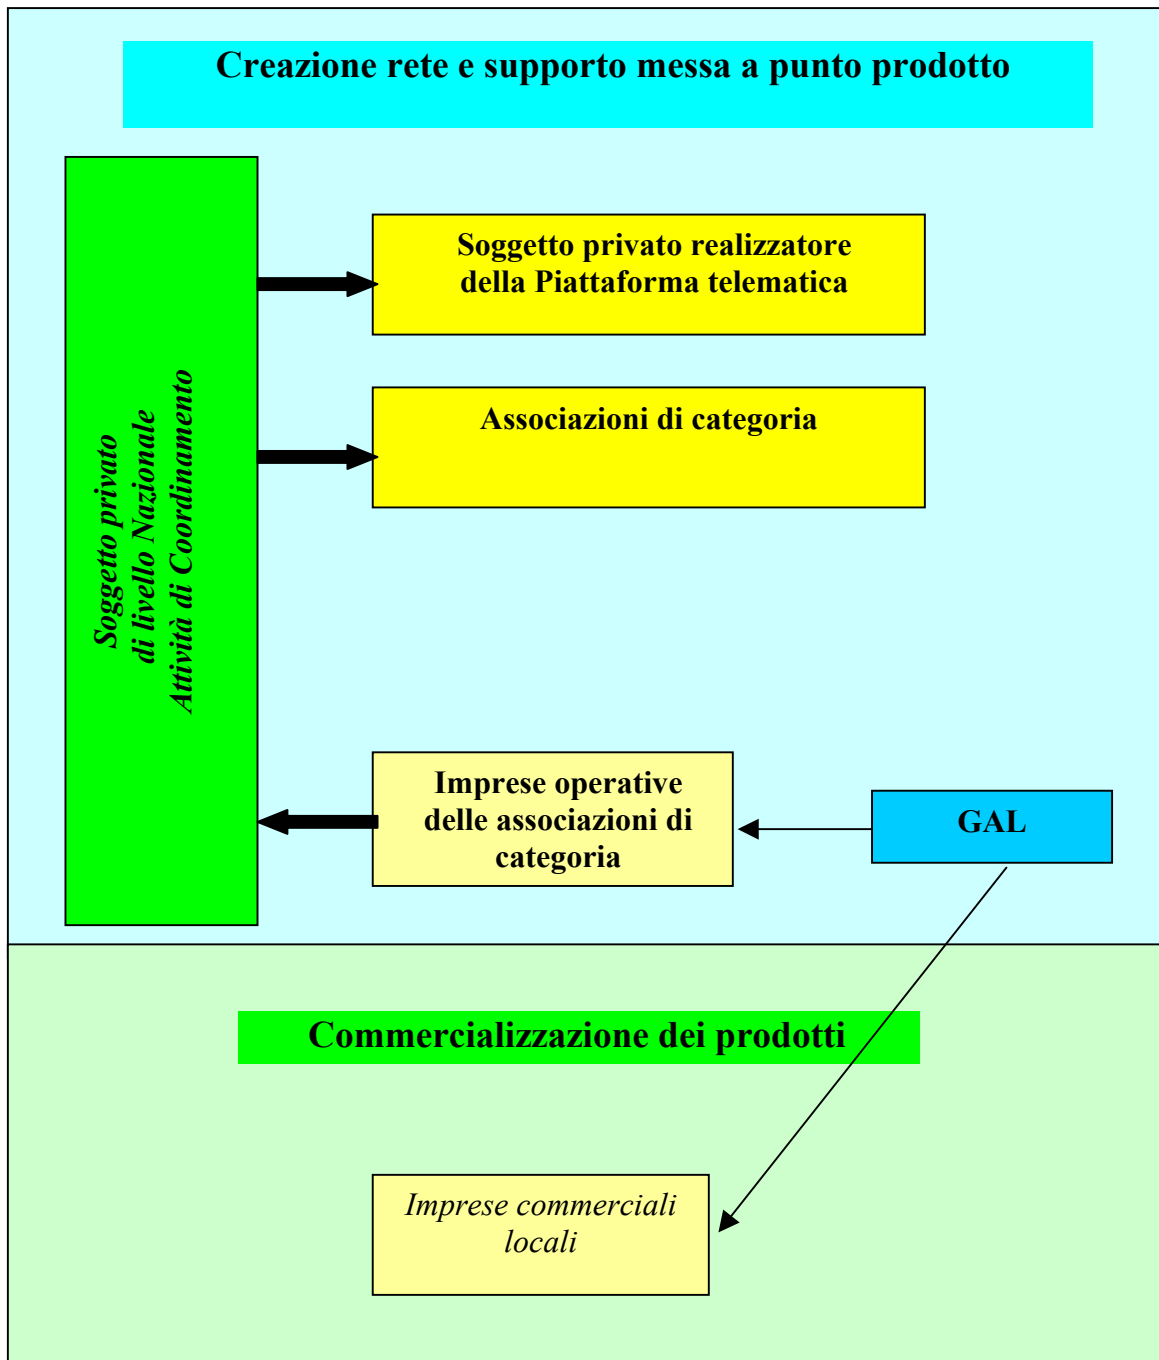 Creazione rete e supporto messa a punto prodotto
Soggetto privato
di livello Nazionale
Attività di Coordinamento
Soggetto privato realizzatore
della Piattaforma telematica
Associazioni di categoria
Imprese operative
delle associazioni di
categoria
GAL
Commercializzazione dei prodotti
Imprese commerciali
locali